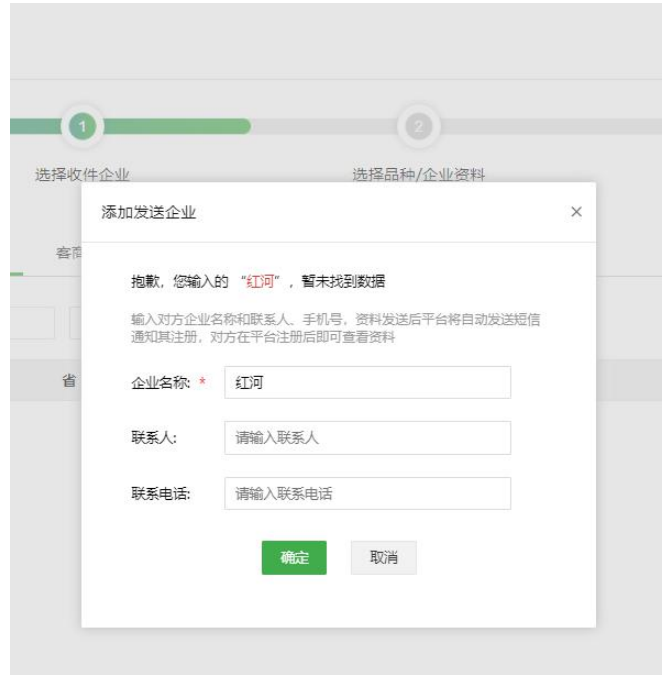 1
2
选择收件企业
选择品种/企业资料
添加发送企业
×
客商
抱歉，您输入的 “红河” ，暂未找到数据
输入对方企业名称和联系人、手机号，资料发送后平台将自动发送短信
通知其注册，对方在平台注册后即可查看资料
省
企业名称: * 红河
联系人: 请输入联系人
联系电话: 请输入联系电话
确定 取消